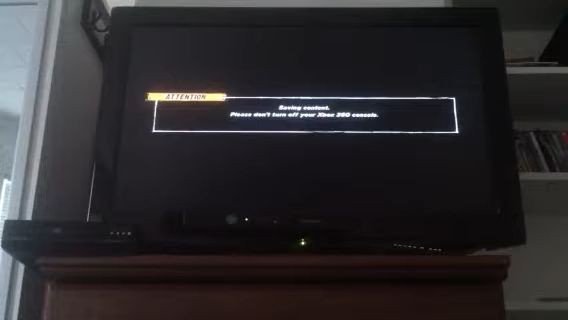 ATTENTION
Saving content.
Please don't turn off your Xbox 360 console.